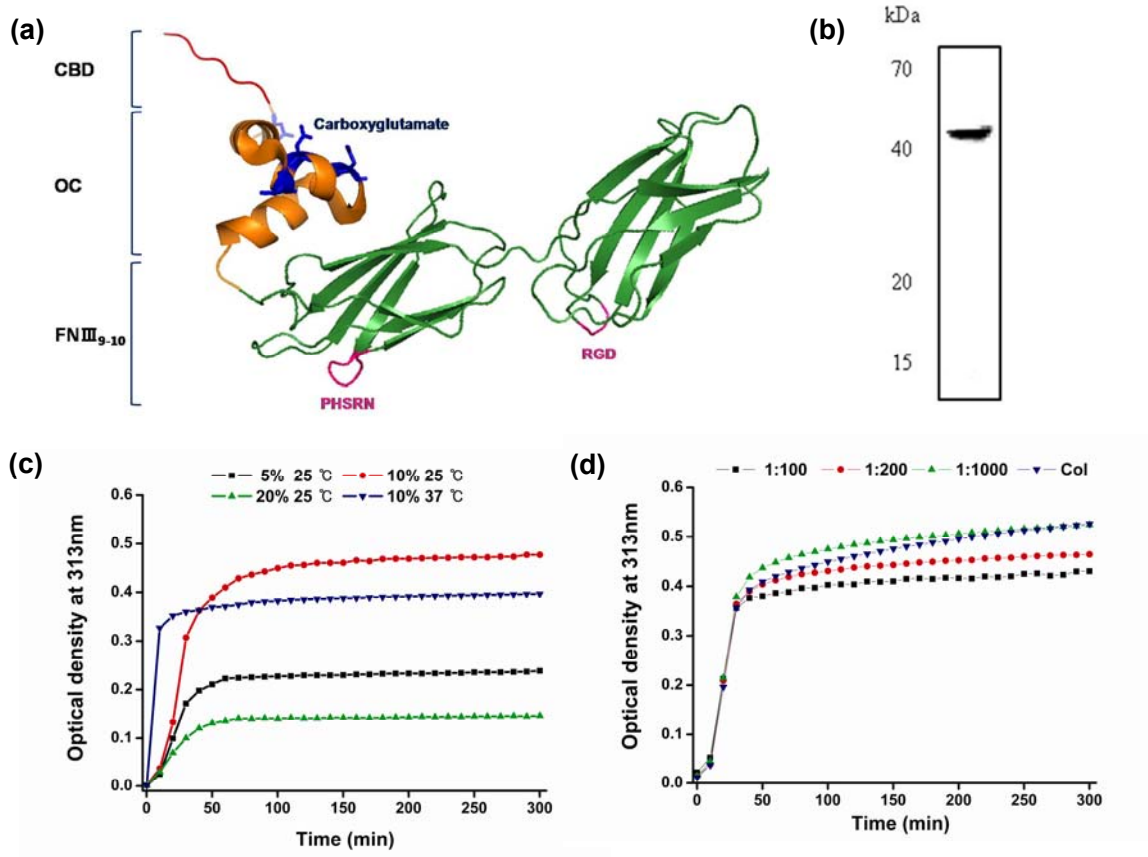 (a)
CBD
OC
FNⅢ9-10
Carboxyglutamate
PHSRN
RGD
(b)
kDa
70
40
20
15
(c)
5% 25 ℃
10% 25 ℃
20% 25 ℃
10% 37 ℃
Optical density at 313nm
0.6
0.5
0.4
0.3
0.2
0.1
0.0
0 50 100 150 200 250 300
Time (min)
(d)
1:100 1:200 1:1000 Col
Optical density at 313nm
0.6
0.5
0.4
0.3
0.2
0.1
0.0
0 50 100 150 200 250 300
Time (min)